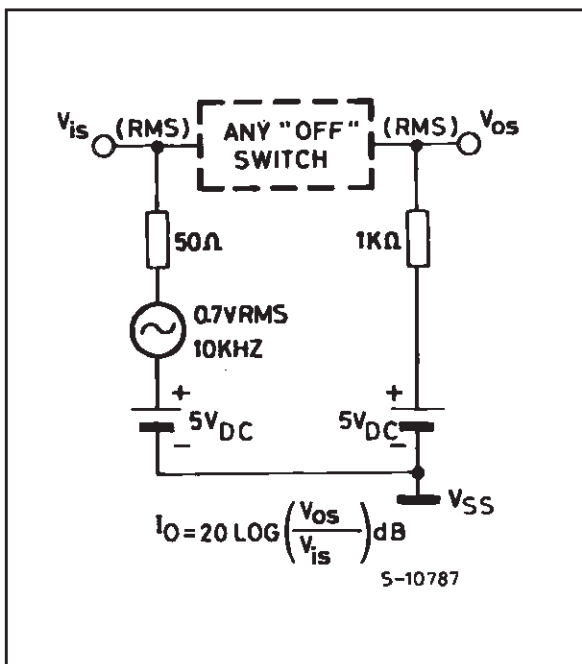 Vis
(RMS)
ANY "OFF"
SWITCH
(RMS)
Vos
50Ω
1KΩ
0.7VRMS
10KHZ
+
5VDC
−
+
5VDC
−
VSS
IO=20 LOG(Vos/Vis)dB
S-10787